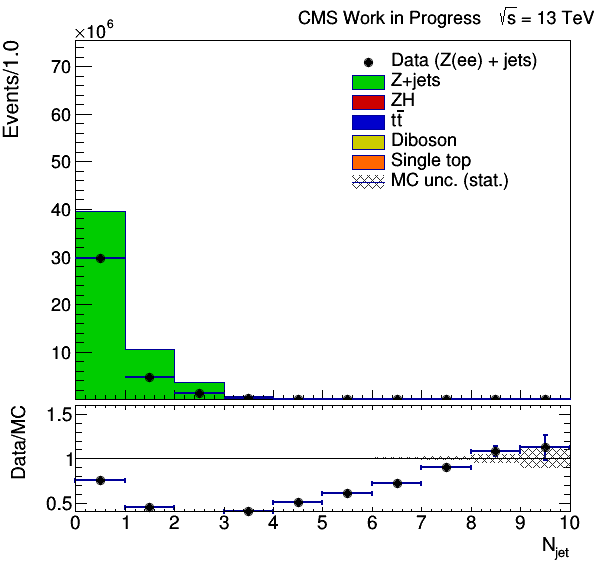 CMS Work in Progress √s = 13 TeV
×10⁶
Events/1.0
70
60
50
40
30
20
10
Data (Z(ee) + jets)
Z+jets
ZH
tt̄
Diboson
Single top
MC unc. (stat.)
Data/MC
1.5
1
0.5
0 1 2 3 4 5 6 7 8 9 10
N_jet